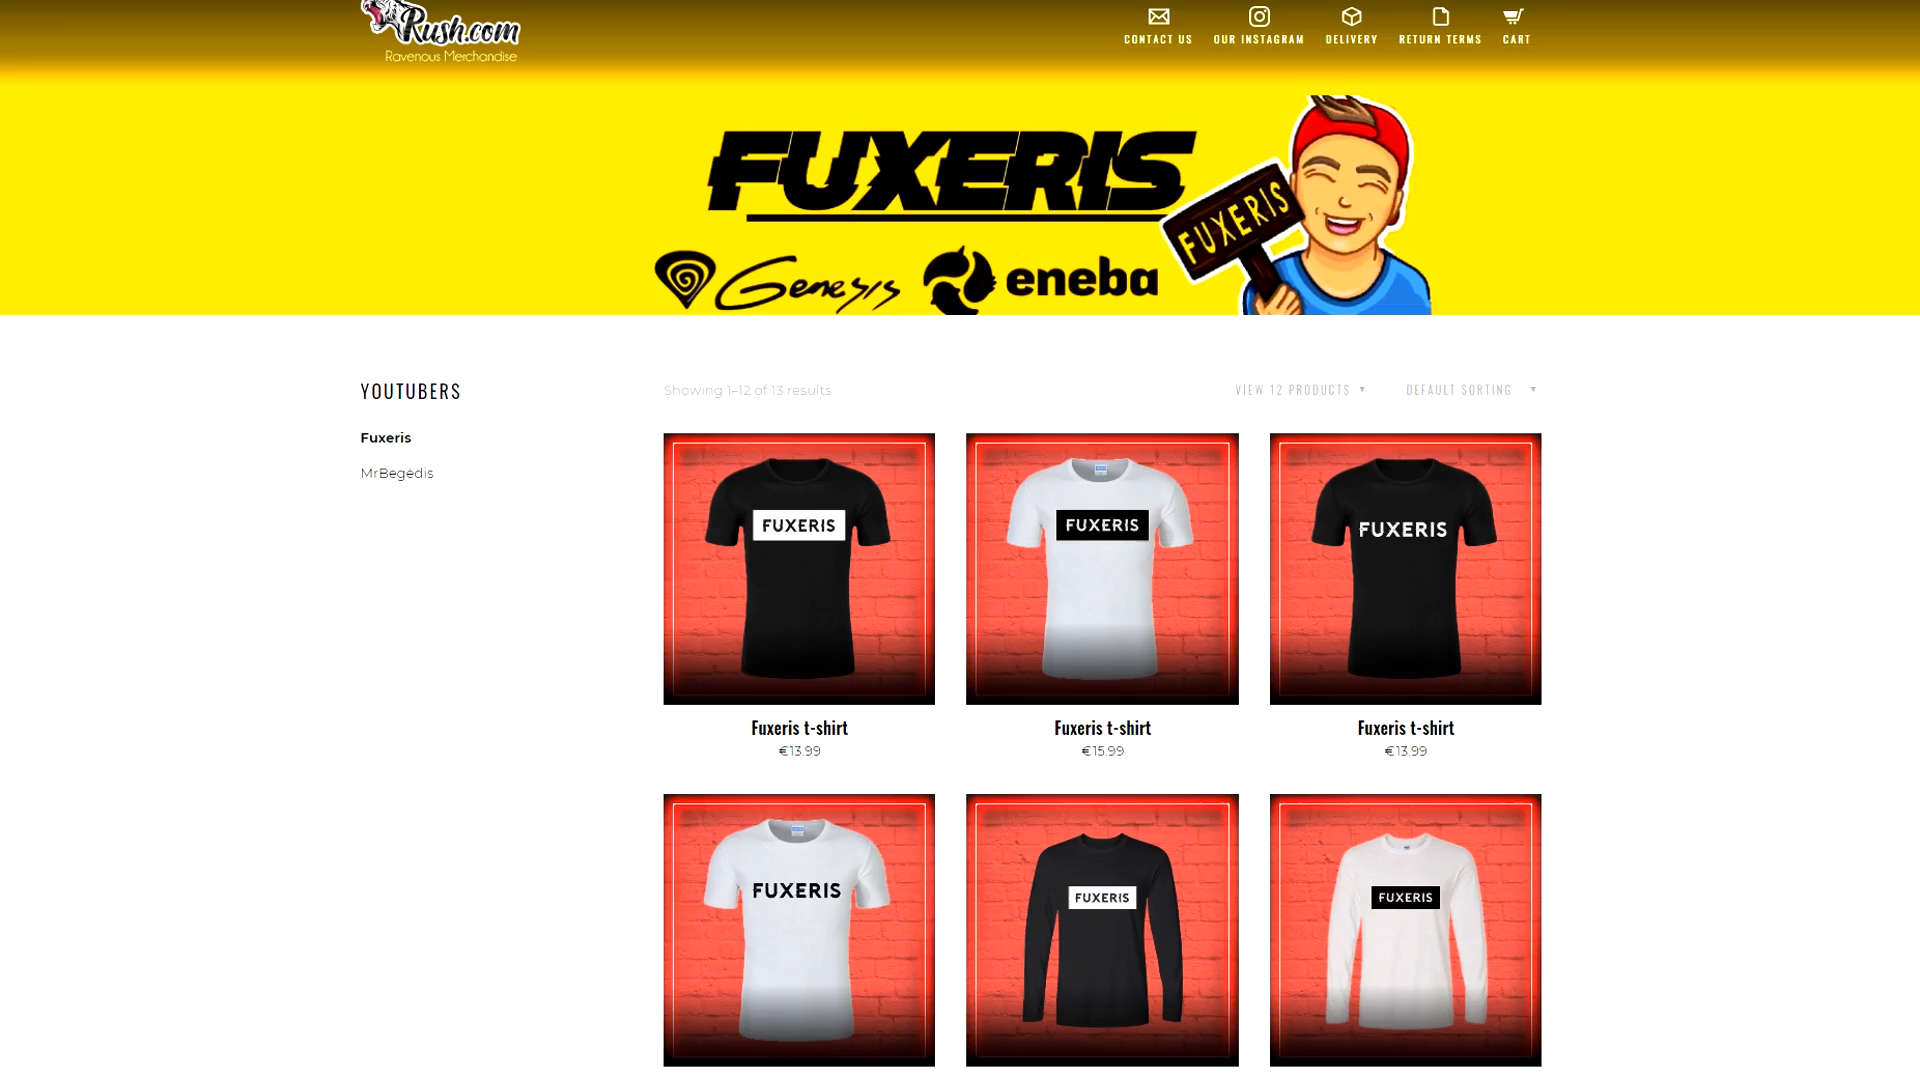 Rush.com
Ravenous Merchandise
CONTACT US
OUR INSTAGRAM
DELIVERY
RETURN TERMS
CART
FUXERIS
FUXERIS
Genesis
eneba
YOUTUBERS
Fuxeris
MrBegėdis
Showing 1–12 of 13 results
VIEW 12 PRODUCTS
DEFAULT SORTING
FUXERIS
FUXERIS
FUXERIS
Fuxeris t-shirt
€13.99
Fuxeris t-shirt
€15.99
Fuxeris t-shirt
€13.99
FUXERIS
FUXERIS
FUXERIS